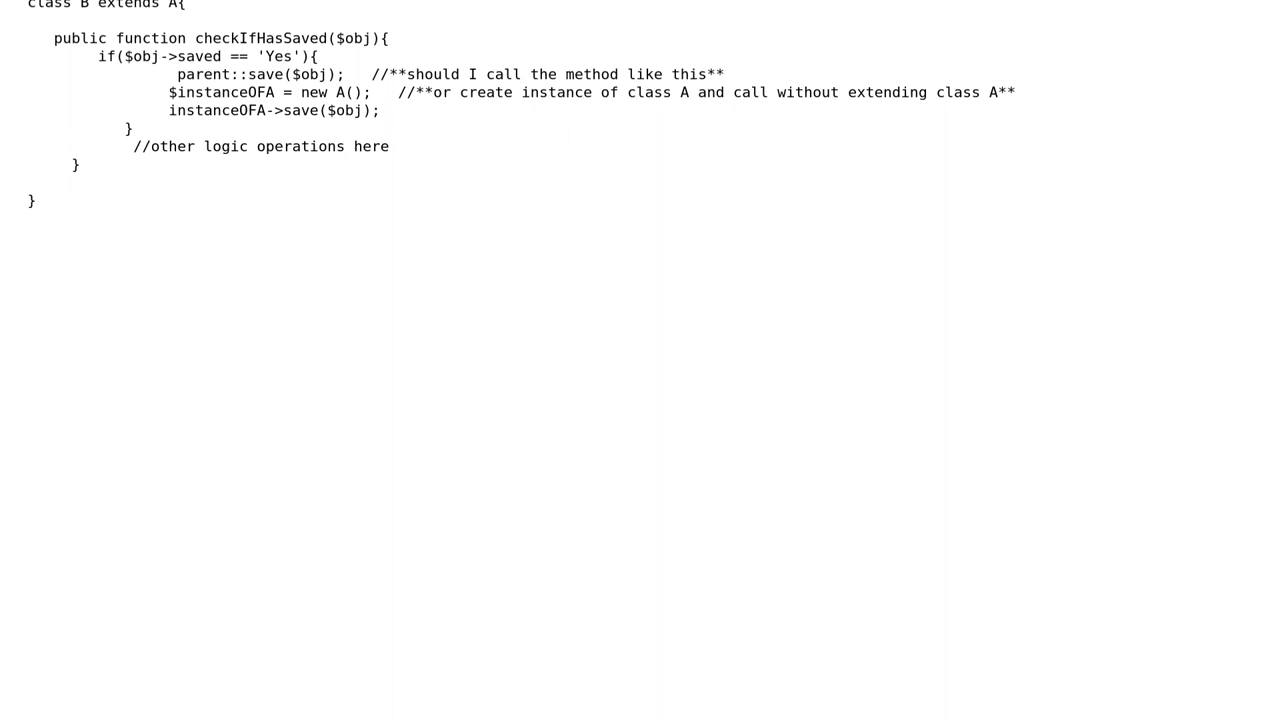 class B extends A{
public function checkIfHasSaved($obj){
if($obj->saved == 'Yes'){
parent::save($obj);   //**should I call the method like this**
$instanceOFA = new A();   //**or create instance of class A and call without extending class A**
instanceOFA->save($obj);
}
//other logic operations here
}
}